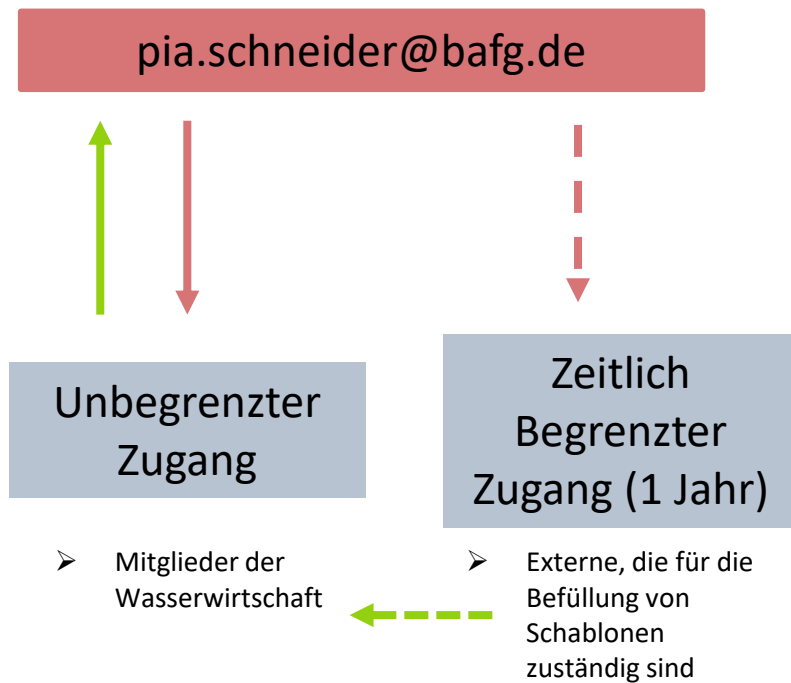 pia.schneider@bafg.de
Unbegrenzter
Zugang
Zeitlich
Begrenzter
Zugang (1 Jahr)
➢ Mitglieder der
Wasserwirtschaft
➢ Externe, die für die
Befüllung von
Schablonen
zuständig sind